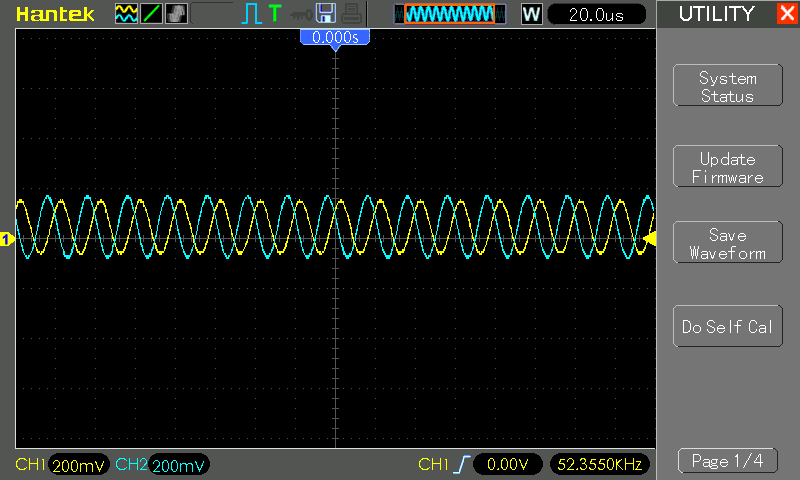 Hantek
T
W
20.0us
UTILITY
0.000s
System
Status
Update
Firmware
Save
Waveform
1
Do Self Cal
CH1 200mV CH2 200mV CH1 0.00V 52.3550KHz
Page 1/4